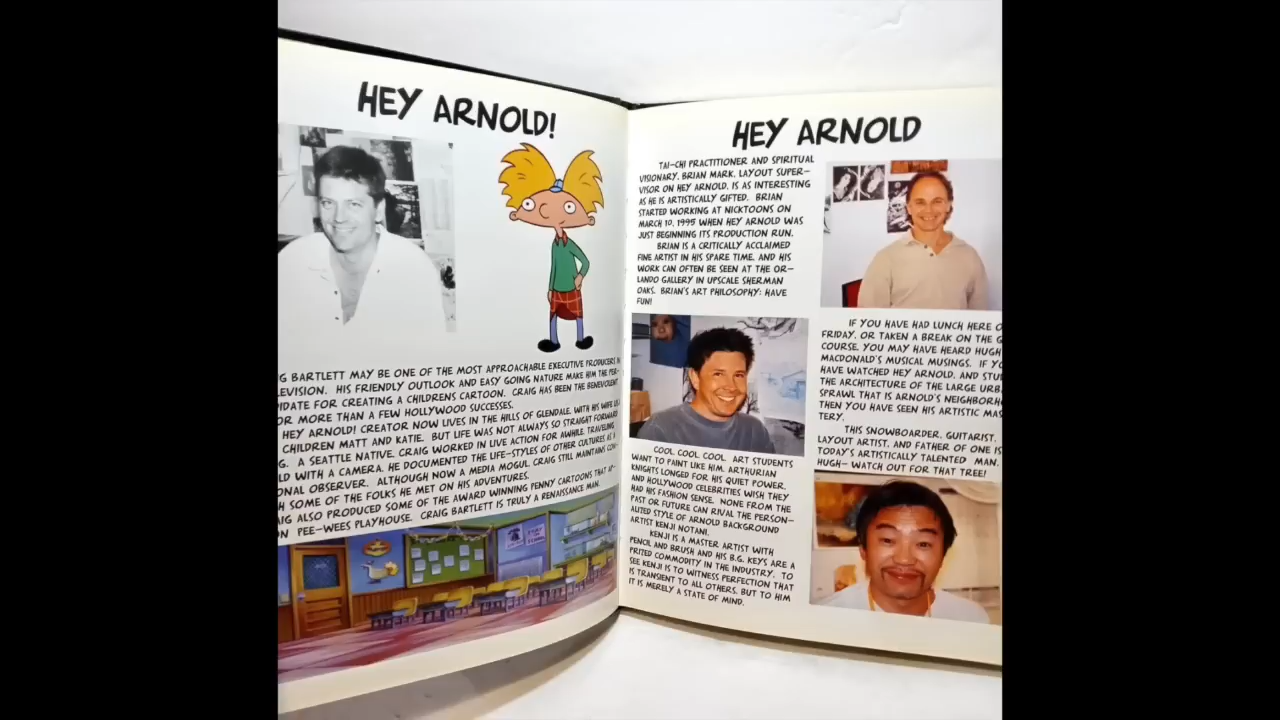 HEY ARNOLD!
G BARTLETT MAY BE ONE OF THE MOST APPROACHABLE EXECUTIVE PRODUCERS IN
LEVISION. HIS FRIENDLY OUTLOOK AND EASY GOING NATURE MAKE HIM THE PER-
IDATE FOR CREATING A CHILDRENS CARTOON. CRAIG HAS BEEN THE BENEVOLENT
OR MORE THAN A FEW HOLLYWOOD SUCCESSES.
HEY ARNOLD! CREATOR NOW LIVES IN THE HILLS OF GLENDALE, WITH HIS WIFE
CHILDREN MATT AND KATIE. BUT LIFE WAS NOT ALWAYS SO STRAIGHT FORWARD
G. A SEATTLE NATIVE, CRAIG WORKED IN LIVE ACTION FOR AWHILE. TRAVELING
LD WITH A CAMERA, HE DOCUMENTED THE LIFE-STYLES OF OTHER CULTURES AS A
ONAL OBSERVER. ALTHOUGH NOW A MEDIA MOGUL, CRAIG STILL MAINTAINS CON-
H SOME OF THE FOLKS HE MET ON HIS ADVENTURES.
IG ALSO PRODUCED SOME OF THE AWARD WINNING PENNY CARTOONS THAT AP-
N PEE-WEES PLAYHOUSE. CRAIG BARTLETT IS TRULY A RENAISSANCE MAN.
HEY ARNOLD
TAI-CHI PRACTITIONER AND SPIRITUAL
VISIONARY, BRIAN MARK, LAYOUT SUPER-
VISOR ON HEY ARNOLD, IS AS INTERESTING
AS HE IS ARTISTICALLY GIFTED. BRIAN
STARTED WORKING AT NICKTOONS ON
MARCH 10, 1995 WHEN HEY ARNOLD WAS
JUST BEGINNING ITS PRODUCTION RUN.
BRIAN IS A CRITICALLY ACCLAIMED
FINE ARTIST IN HIS SPARE TIME, AND HIS
WORK CAN OFTEN BE SEEN AT THE OR-
LANDO GALLERY IN UPSCALE SHERMAN
OAKS. BRIAN'S ART PHILOSOPHY: HAVE
FUN!
COOL, COOL, COOL. ART STUDENTS
WANT TO PAINT LIKE HIM, ARTHURIAN
KNIGHTS LONGED FOR HIS QUIET POWER,
AND HOLLYWOOD CELEBRITIES WISH THEY
HAD HIS FASHION SENSE. NONE FROM THE
PAST OR FUTURE CAN RIVAL THE PERSON-
ALIZED STYLE OF ARNOLD BACKGROUND
ARTIST KENJI NOTANI.
KENJI IS A MASTER ARTIST WITH
PENCIL AND BRUSH AND HIS B.G. KEYS ARE A
PRIZED COMMODITY IN THE INDUSTRY. TO
SEE KENJI IS TO WITNESS PERFECTION THAT
IS TRANSIENT TO ALL OTHERS, BUT TO HIM
IT IS MERELY A STATE OF MIND.
IF YOU HAVE HAD LUNCH HERE O
FRIDAY, OR TAKEN A BREAK ON THE G
COURSE, YOU MAY HAVE HEARD HUGH
MACDONALD'S MUSICAL MUSINGS. IF YO
HAVE WATCHED HEY ARNOLD, AND STU
THE ARCHITECTURE OF THE LARGE URB
SPRAWL THAT IS ARNOLD'S NEIGHBORH
THEN YOU HAVE SEEN HIS ARTISTIC MAS
TERY.
THIS SNOWBOARDER, GUITARIST,
LAYOUT ARTIST, AND FATHER OF ONE IS
TODAY'S ARTISTICALLY TALENTED MAN.
HUGH- WATCH OUT FOR THAT TREE!